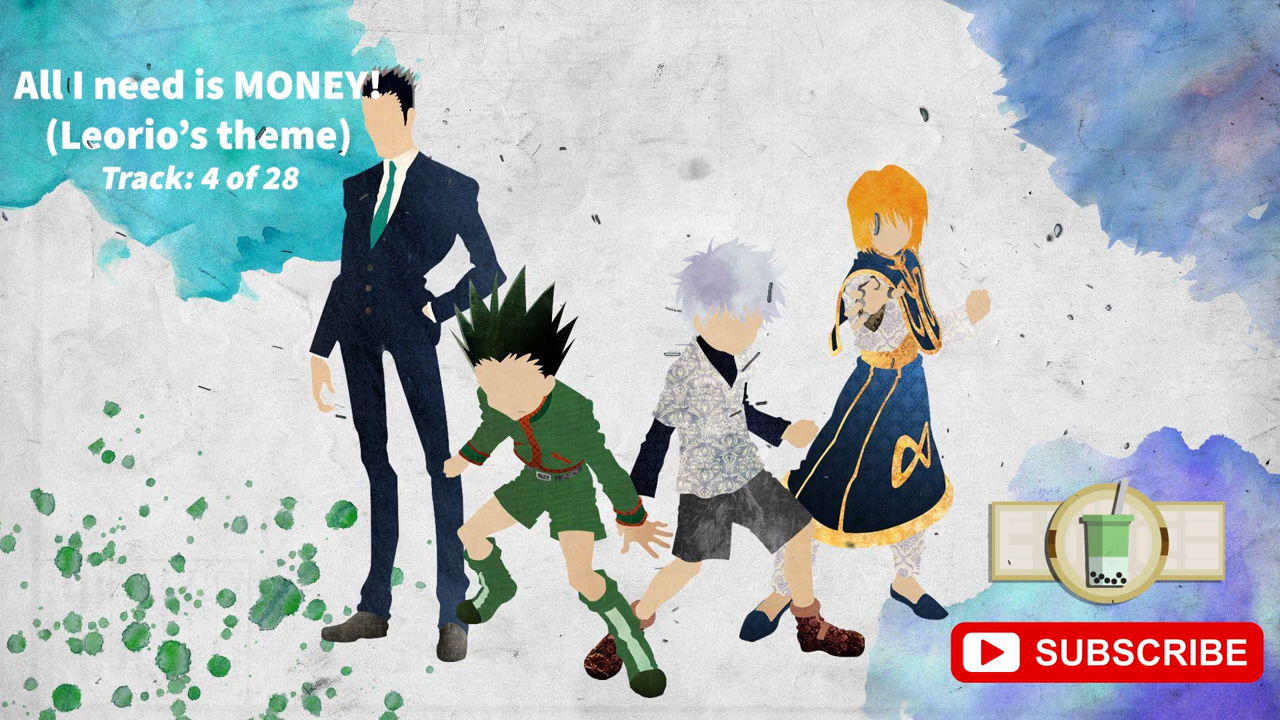 All I need is MONEY!
(Leorio’s theme)
Track: 4 of 28
SUBSCRIBE